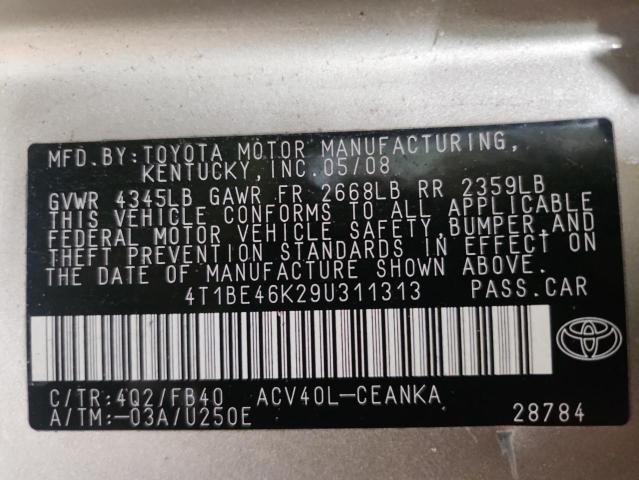 MFD.BY:TOYOTA MOTOR MANUFACTURING,
KENTUCKY, INC. 05/08
GVWR 4345LB GAWR FR 2668LB RR 2359LB
THIS VEHICLE CONFORMS TO ALL APPLICABLE
FEDERAL MOTOR VEHICLE SAFETY,BUMPER,AND
THEFT PREVENTION STANDARDS IN EFFECT ON
THE DATE OF MANUFACTURE SHOWN ABOVE.
4T1BE46K29U311313 PASS.CAR
C/TR:4Q2/FB40 ACV40L-CEANKA
A/TM:-03A/U250E 28784